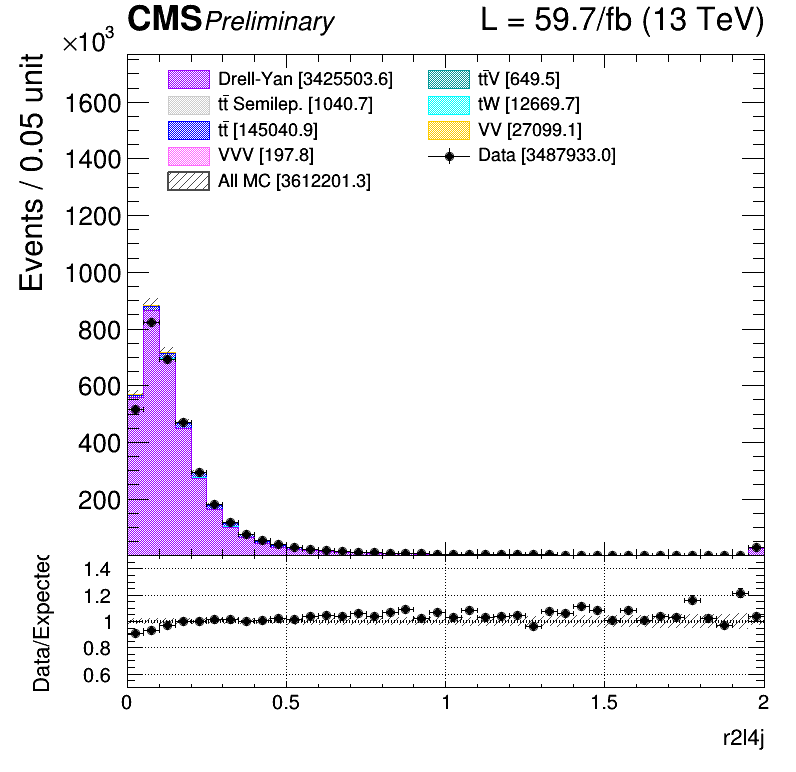 CMS Preliminary L = 59.7/fb (13 TeV)
×10³
Events / 0.05 unit
Drell-Yan [3425503.6]
tt̄ Semilep. [1040.7]
tt̄ [145040.9]
VVV [197.8]
All MC [3612201.3]
tt̄V [649.5]
tW [12669.7]
VV [27099.1]
Data [3487933.0]
1600
1400
1200
1000
800
600
400
200
Data/Expected
1.4
1.2
1
0.8
0.6
0 0.5 1 1.5 2
r2l4j